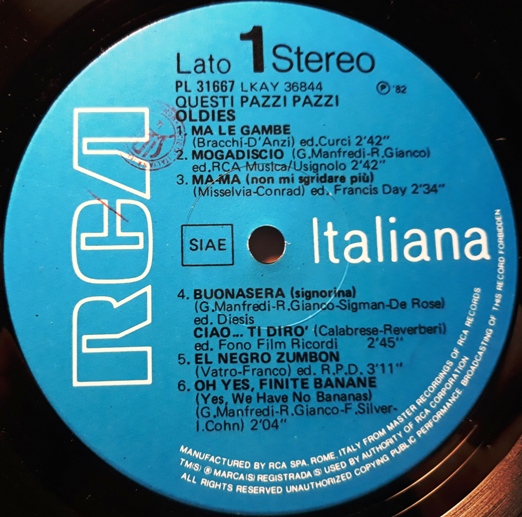 Lato 1 Stereo
PL 31667 LKAY 36844 Ⓟ'82
QUESTI PAZZI PAZZI
OLDIES
1. MA LE GAMBE
(Bracchi-D'Anzi) ed.Curci 2'42"
2. MOGADISCIO (G.Manfredi-R.Gianco)
ed.RCA Musica/Usignolo 2'42"
3. MA-MA (non mi sgridare più)
(Misselvia-Conrad) ed. Francis Day 2'34"
RCA
SIAE
Italiana
4. BUONASERA (signorina)
(G.Manfredi-R.Gianco-Sigman-De Rose)
ed. Diesis
CIAO... TI DIRO' (Calabrese-Reverberi)
ed. Fono Film Ricordi 2'45"
5. EL NEGRO ZUMBON
(Vatro-Franco) ed. R.P.D. 3'11"
6. OH YES, FINITE BANANE
(Yes, We Have No Bananas)
(G.Manfredi-R.Gianco-F.Silver-
I.Cohn) 2'04"
MANUFACTURED BY RCA SPA, ROME, ITALY FROM MASTER RECORDINGS OF RCA RECORDS
TM(S) ® MARCA(S) REGISTRADA(S) USED BY AUTHORITY OF RCA CORPORATION
ALL RIGHTS RESERVED UNAUTHORIZED COPYING PUBLIC PERFORMANCE BROADCASTING OF THIS RECORD FORBIDDEN